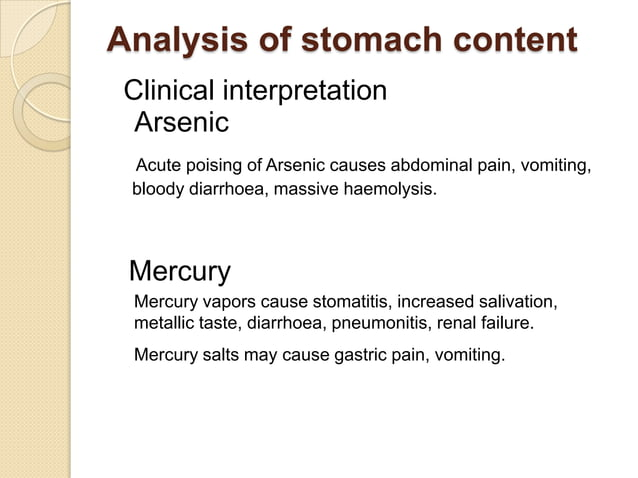 Analysis of stomach content
Clinical interpretation
Arsenic
Acute poising of Arsenic causes abdominal pain, vomiting,
bloody diarrhoea, massive haemolysis.
Mercury
Mercury vapors cause stomatitis, increased salivation,
metallic taste, diarrhoea, pneumonitis, renal failure.
Mercury salts may cause gastric pain, vomiting.